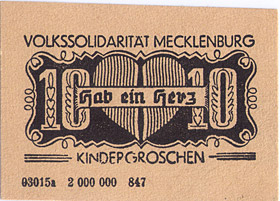 VOLKSSOLIDARITÄT MECKLENBURG
10 Hab ein Herz 10
KINDERGROSCHEN
03015a 2 000 000 847